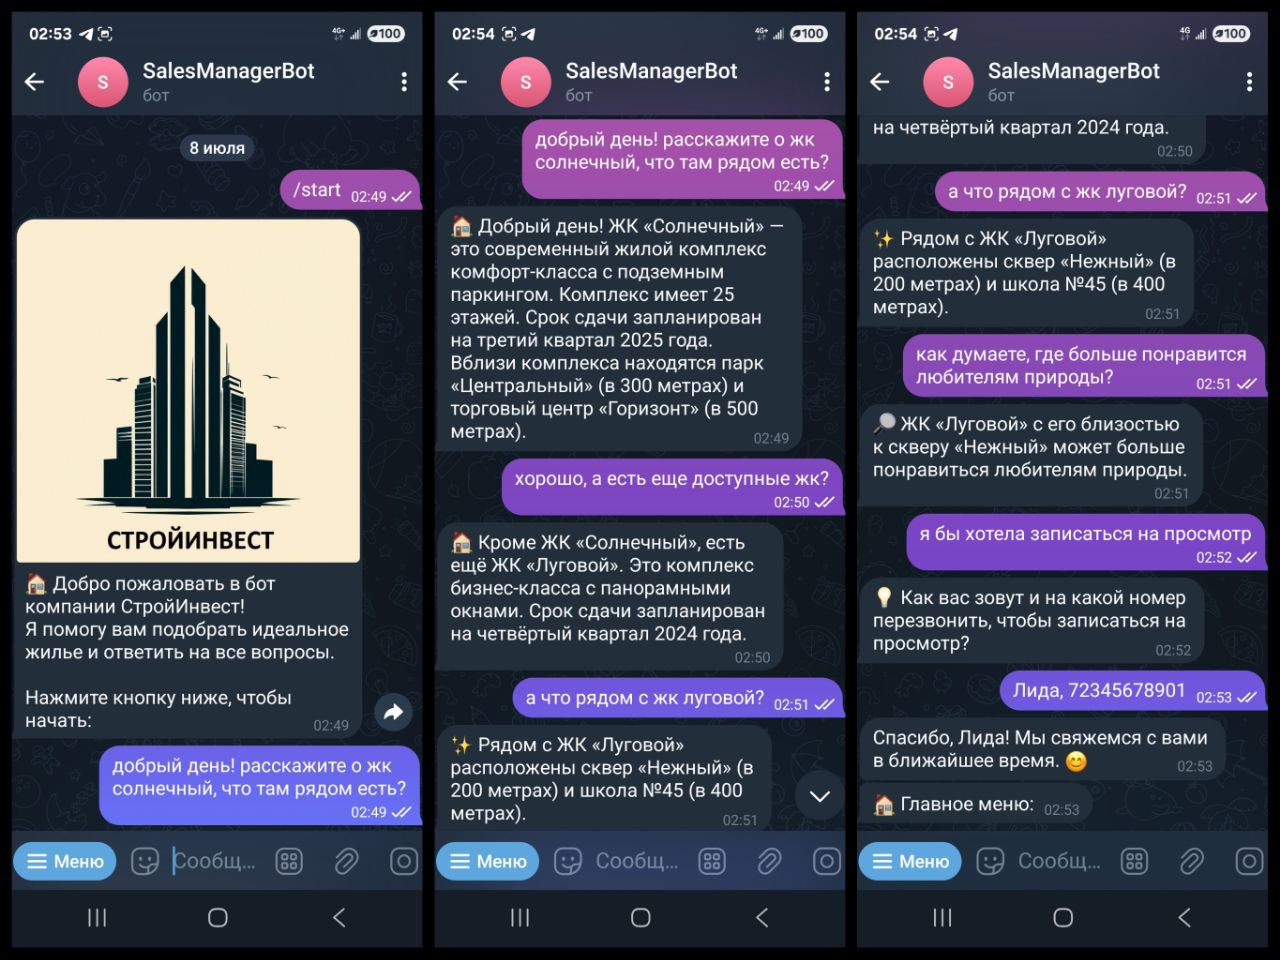 02:53
4G+
100
S
SalesManagerBot
бот
8 июля
/start 02:49
СТРОЙИНВЕСТ
Добро пожаловать в бот
компании СтройИнвест!
Я помогу вам подобрать идеальное
жилье и ответить на все вопросы.
Нажмите кнопку ниже, чтобы
начать:
02:49
добрый день! расскажите о жк
солнечный, что там рядом есть?
02:49
Меню
Сообщ...
02:54
4G+
100
S
SalesManagerBot
бот
добрый день! расскажите о жк
солнечный, что там рядом есть?
02:49
Добрый день! ЖК «Солнечный» —
это современный жилой комплекс
комфорт-класса с подземным
паркингом. Комплекс имеет 25
этажей. Срок сдачи запланирован
на третий квартал 2025 года.
Вблизи комплекса находятся парк
«Центральный» (в 300 метрах) и
торговый центр «Горизонт» (в 500
метрах).
02:49
хорошо, а есть еще доступные жк?
02:50
Кроме ЖК «Солнечный», есть
ещё ЖК «Луговой». Это комплекс
бизнес-класса с панорамными
окнами. Срок сдачи запланирован
на четвёртый квартал 2024 года.
02:50
а что рядом с жк луговой? 02:51
Рядом с ЖК «Луговой»
расположены сквер «Нежный» (в
200 метрах) и школа №45 (в 400
метрах).
02:51
Меню
Сообщ...
02:54
4G
100
S
SalesManagerBot
бот
на четвёртый квартал 2024 года.
02:50
а что рядом с жк луговой? 02:51
Рядом с ЖК «Луговой»
расположены сквер «Нежный» (в
200 метрах) и школа №45 (в 400
метрах).
02:51
как думаете, где больше понравится
любителям природы?
02:51
ЖК «Луговой» с его близостью
к скверу «Нежный» может больше
понравиться любителям природы.
02:51
я бы хотела записаться на просмотр
02:52
Как вас зовут и на какой номер
перезвонить, чтобы записаться на
просмотр?
02:52
Лида, 72345678901 02:53
Спасибо, Лида! Мы свяжемся с вами
в ближайшее время.
02:53
Главное меню: 02:53
Меню
Сообщ...